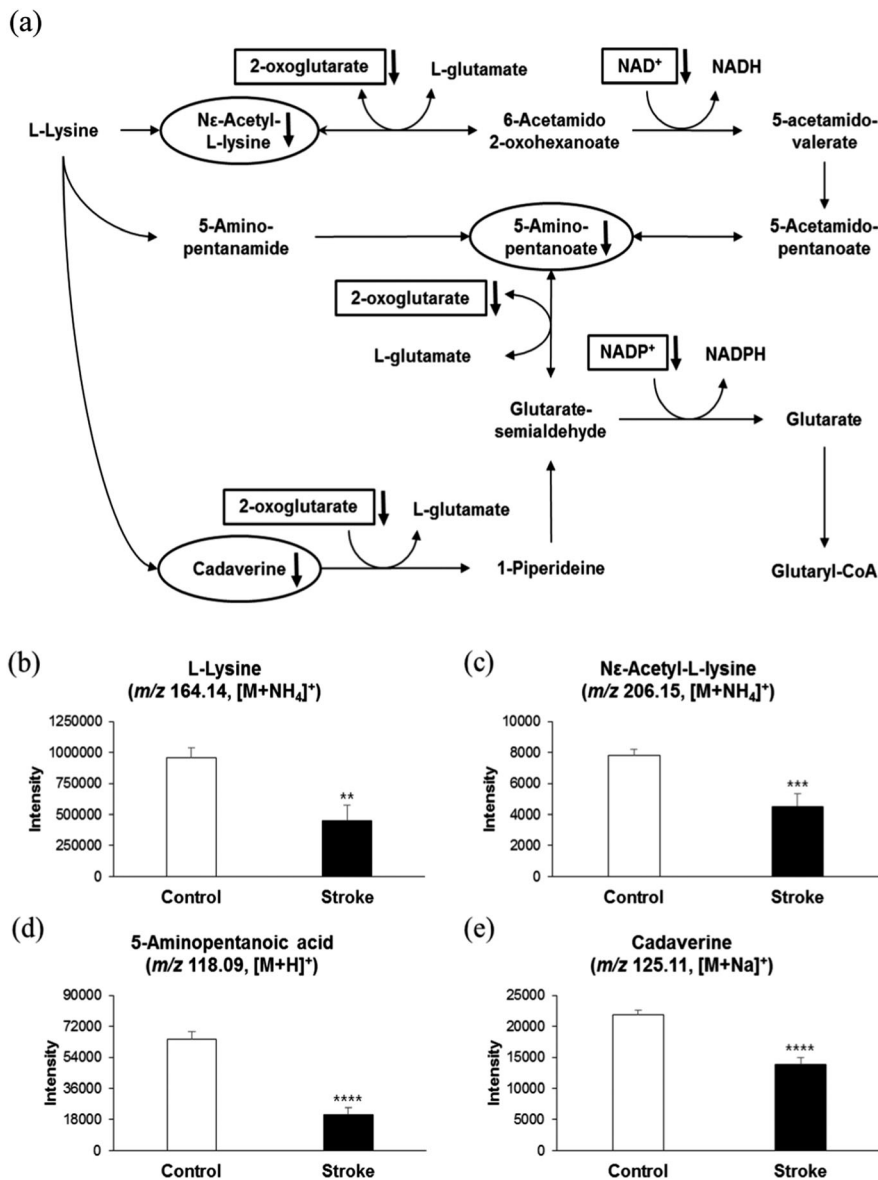 (a)
2-oxoglutarate
L-glutamate
NAD+
NADH
L-Lysine
Nε-Acetyl-
L-lysine
6-Acetamido
2-oxohexanoate
5-acetamido-
valerate
5-Amino-
pentanamide
5-Amino-
pentanoate
5-Acetamido-
pentanoate
2-oxoglutarate
L-glutamate
NADP+
NADPH
Glutarate-
semialdehyde
Glutarate
2-oxoglutarate
L-glutamate
Cadaverine
1-Piperideine
Glutaryl-CoA
(b)
L-Lysine
(m/z 164.14, [M+NH4]+)
Intensity
1250000
1000000
750000
500000
250000
0
**
Control
Stroke
(c)
Nε-Acetyl-L-lysine
(m/z 206.15, [M+NH4]+)
Intensity
10000
8000
6000
4000
2000
0
***
Control
Stroke
(d)
5-Aminopentanoic acid
(m/z 118.09, [M+H]+)
Intensity
90000
72000
54000
36000
18000
0
****
Control
Stroke
(e)
Cadaverine
(m/z 125.11, [M+Na]+)
Intensity
25000
20000
15000
10000
5000
0
****
Control
Stroke